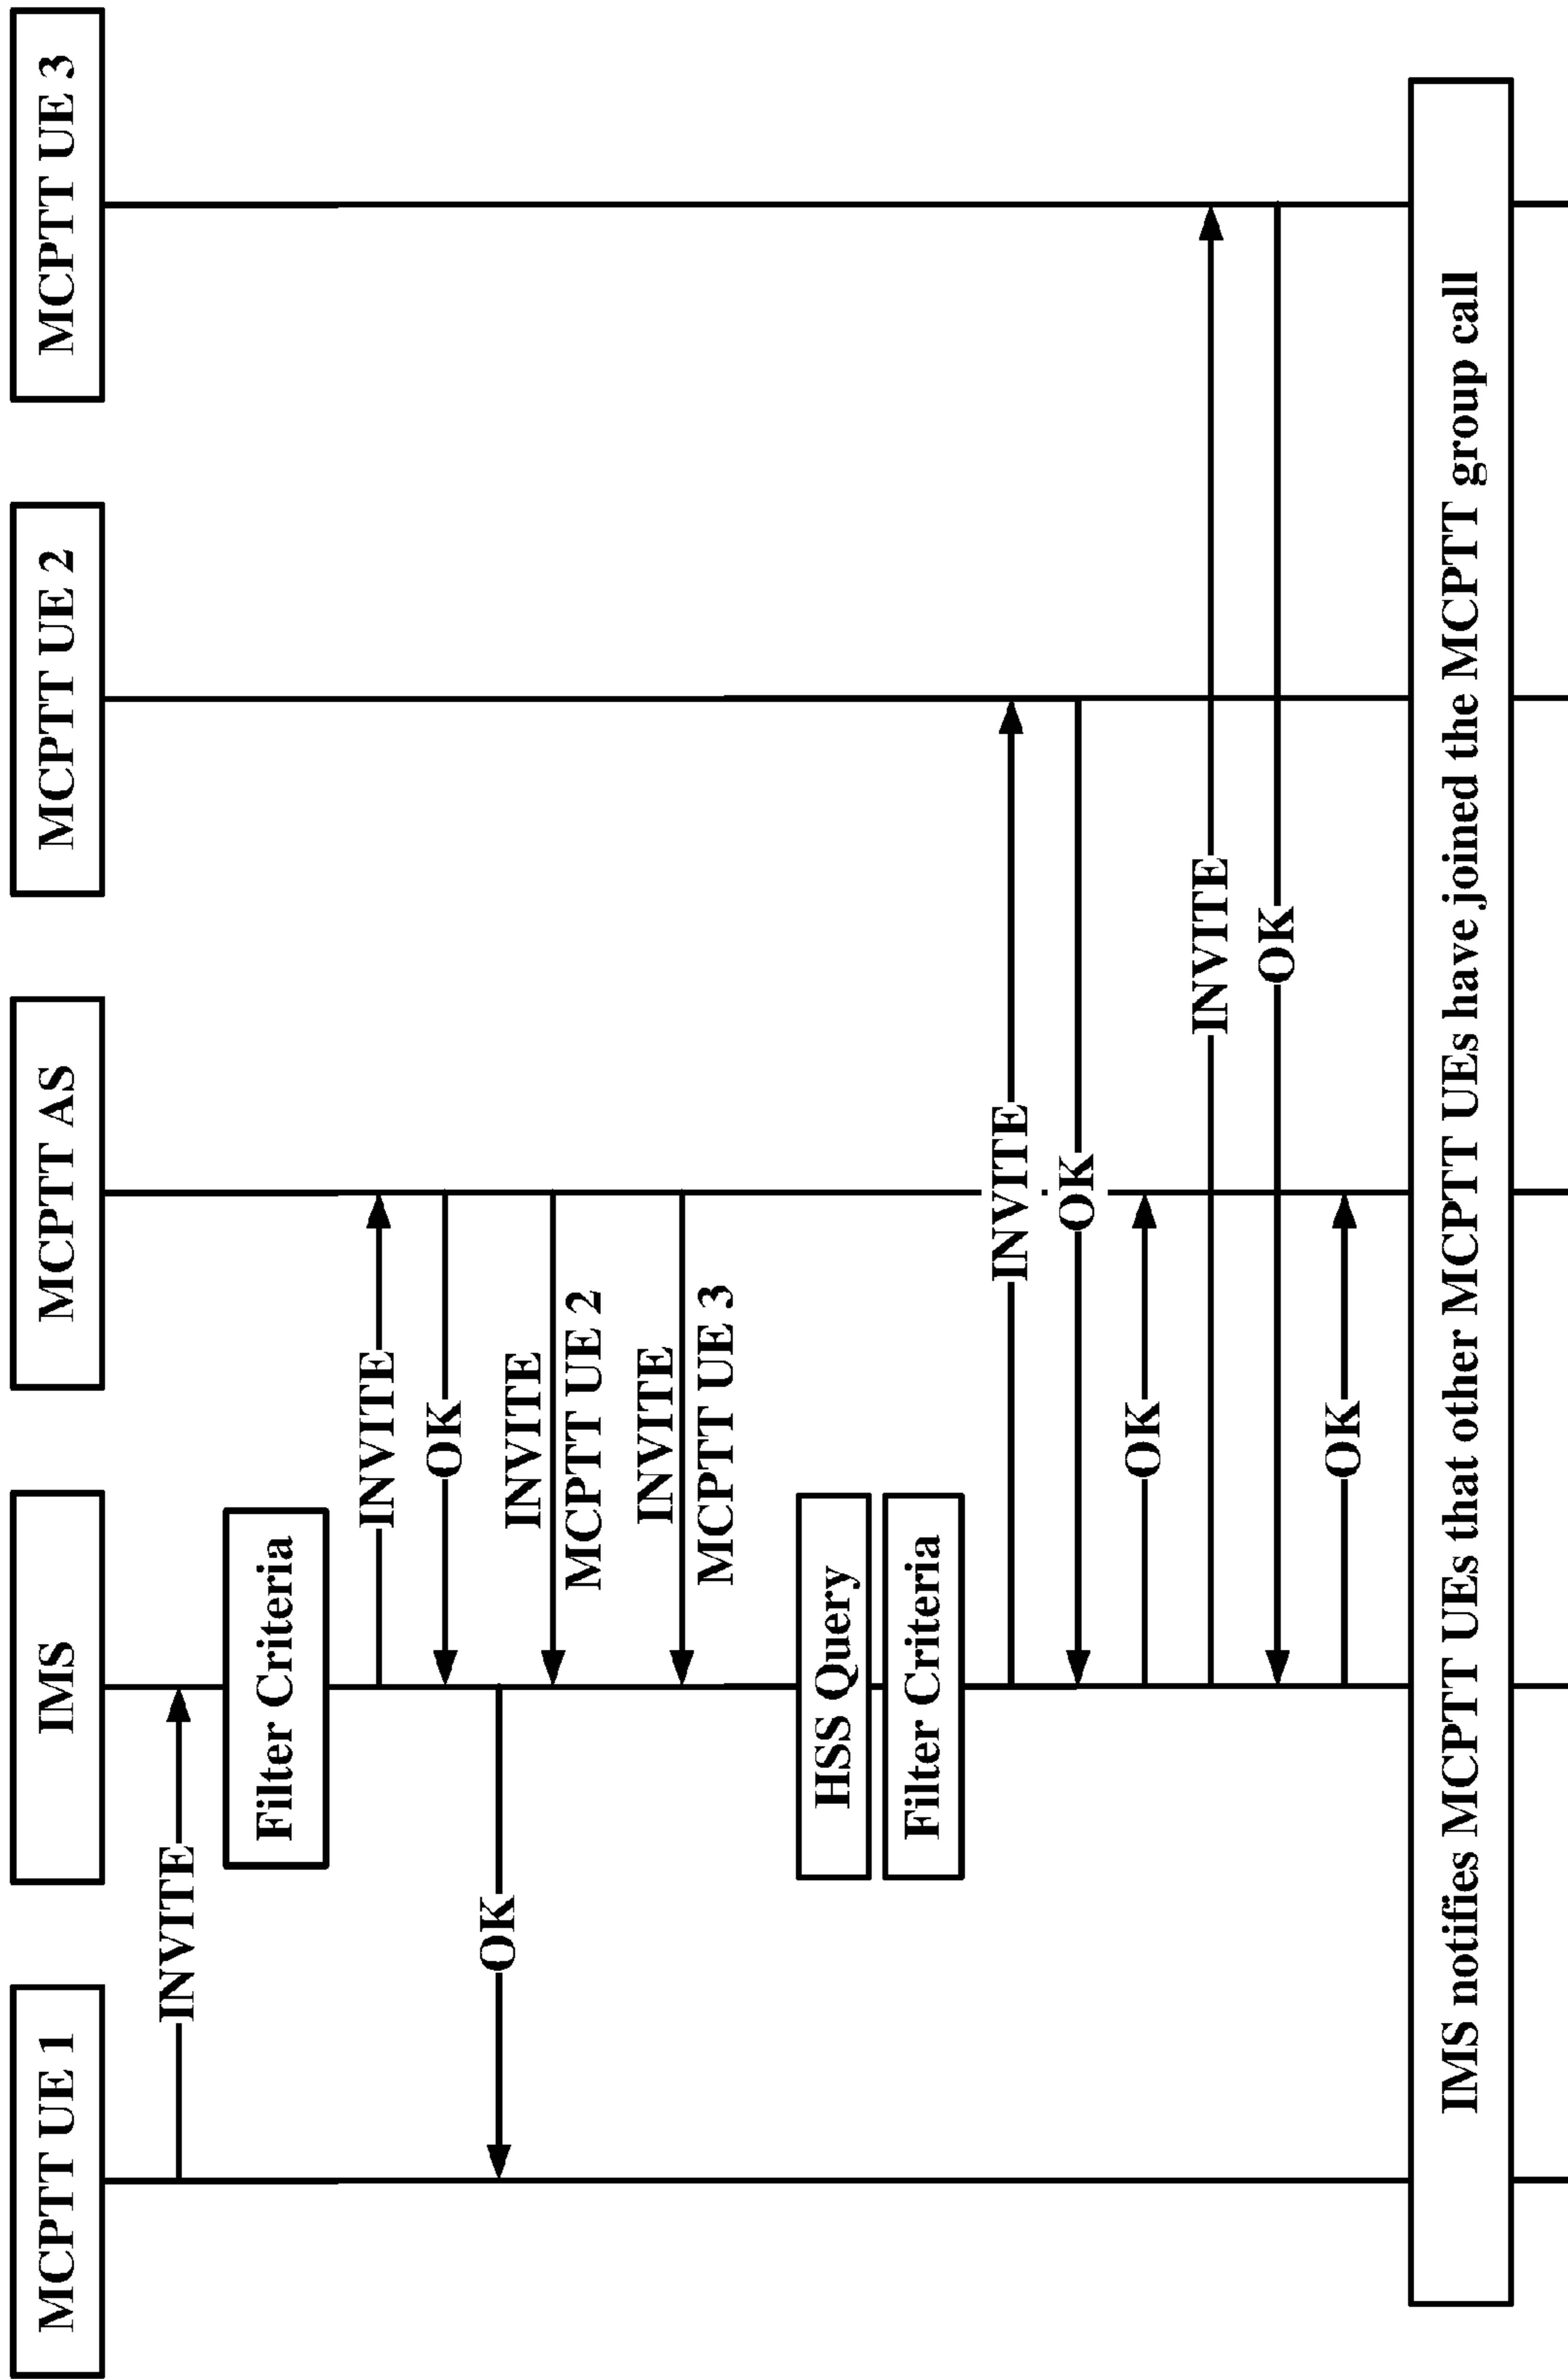 MCPTT UE 1
IMS
MCPTT AS
MCPTT UE 2
MCPTT UE 3
INVITE
Filter Criteria
INVITE
OK
OK
INVITE
MCPTT UE 2
INVITE
MCPTT UE 3
HSS Query
Filter Criteria
INVITE
OK
OK
INVITE
OK
OK
IMS notifies MCPTT UEs that other MCPTT UEs have joined the MCPTT group call